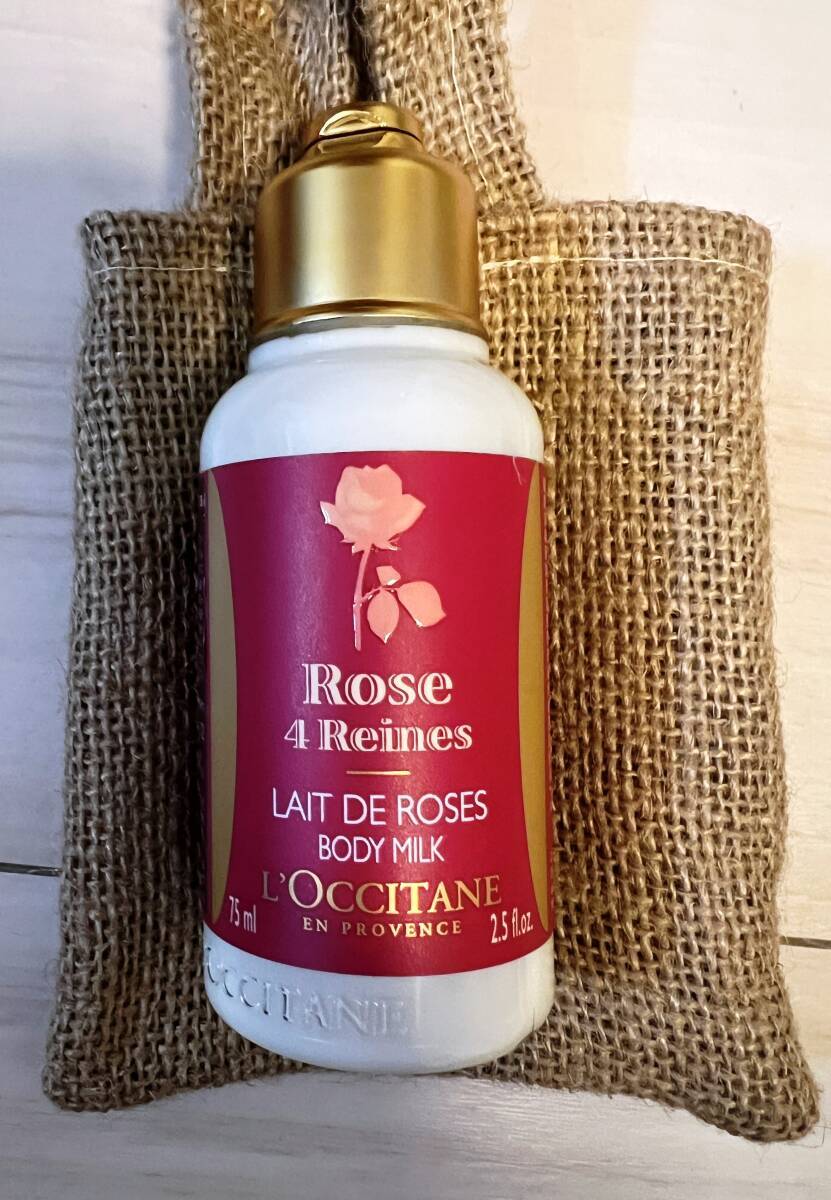 Rose
4 Reines
LAIT DE ROSES
BODY MILK
L'OCCITANE
EN PROVENCE
75 ml
2.5 fl.oz.
OCCITANE